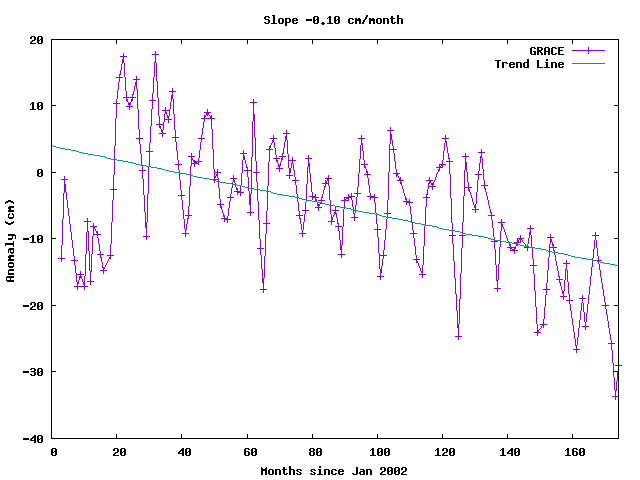 Slope -0.10 cm/month
GRACE
Trend Line
20
10
0
-10
-20
-30
-40
Anomaly (cm)
0 20 40 60 80 100 120 140 160
Months since Jan 2002